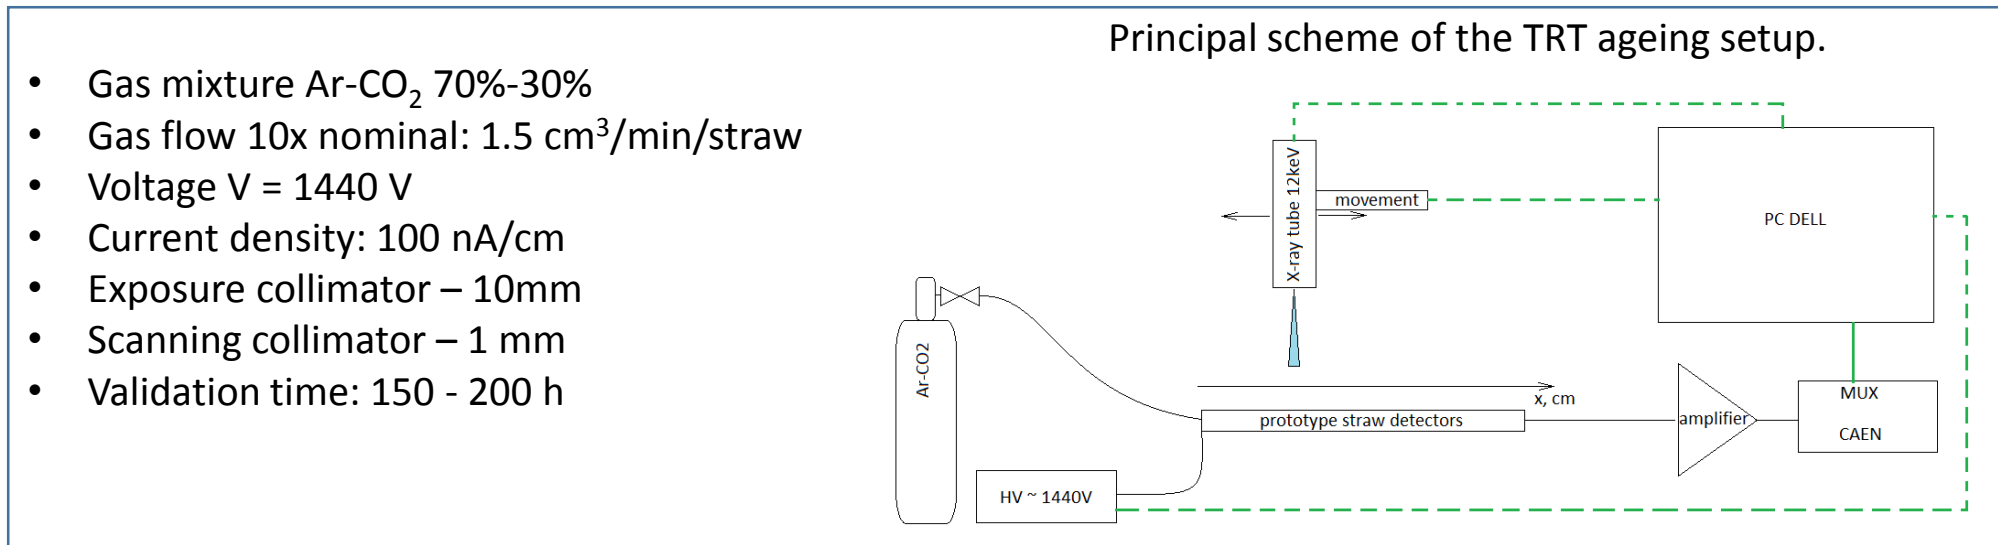 Principal scheme of the TRT ageing setup.
• Gas mixture Ar-CO₂ 70%-30%
• Gas flow 10x nominal: 1.5 cm³/min/straw
• Voltage V = 1440 V
• Current density: 100 nA/cm
• Exposure collimator – 10mm
• Scanning collimator – 1 mm
• Validation time: 150 - 200 h
X-ray tube 12keV
movement
PC DELL
Ar-CO2
x, cm
prototype straw detectors
amplifier
MUX
CAEN
HV ~ 1440V